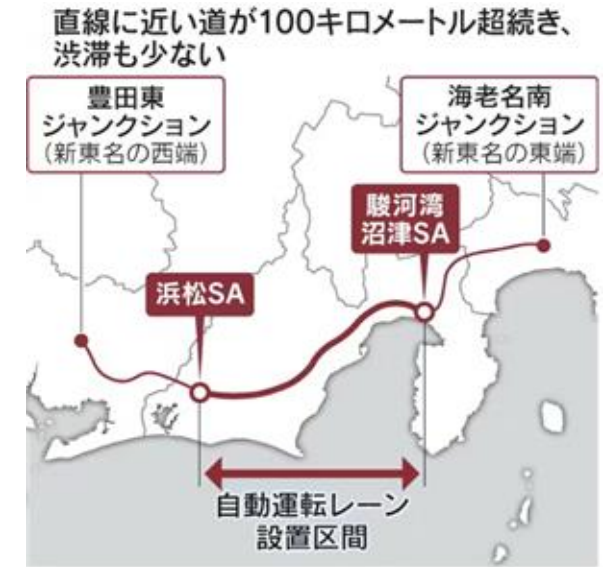 直線に近い道が100キロメートル超続き、
渋滞も少ない
豊田東
ジャンクション
（新東名の西端）
海老名南
ジャンクション
（新東名の東端）
駿河湾
沼津SA
浜松SA
自動運転レーン
設置区間